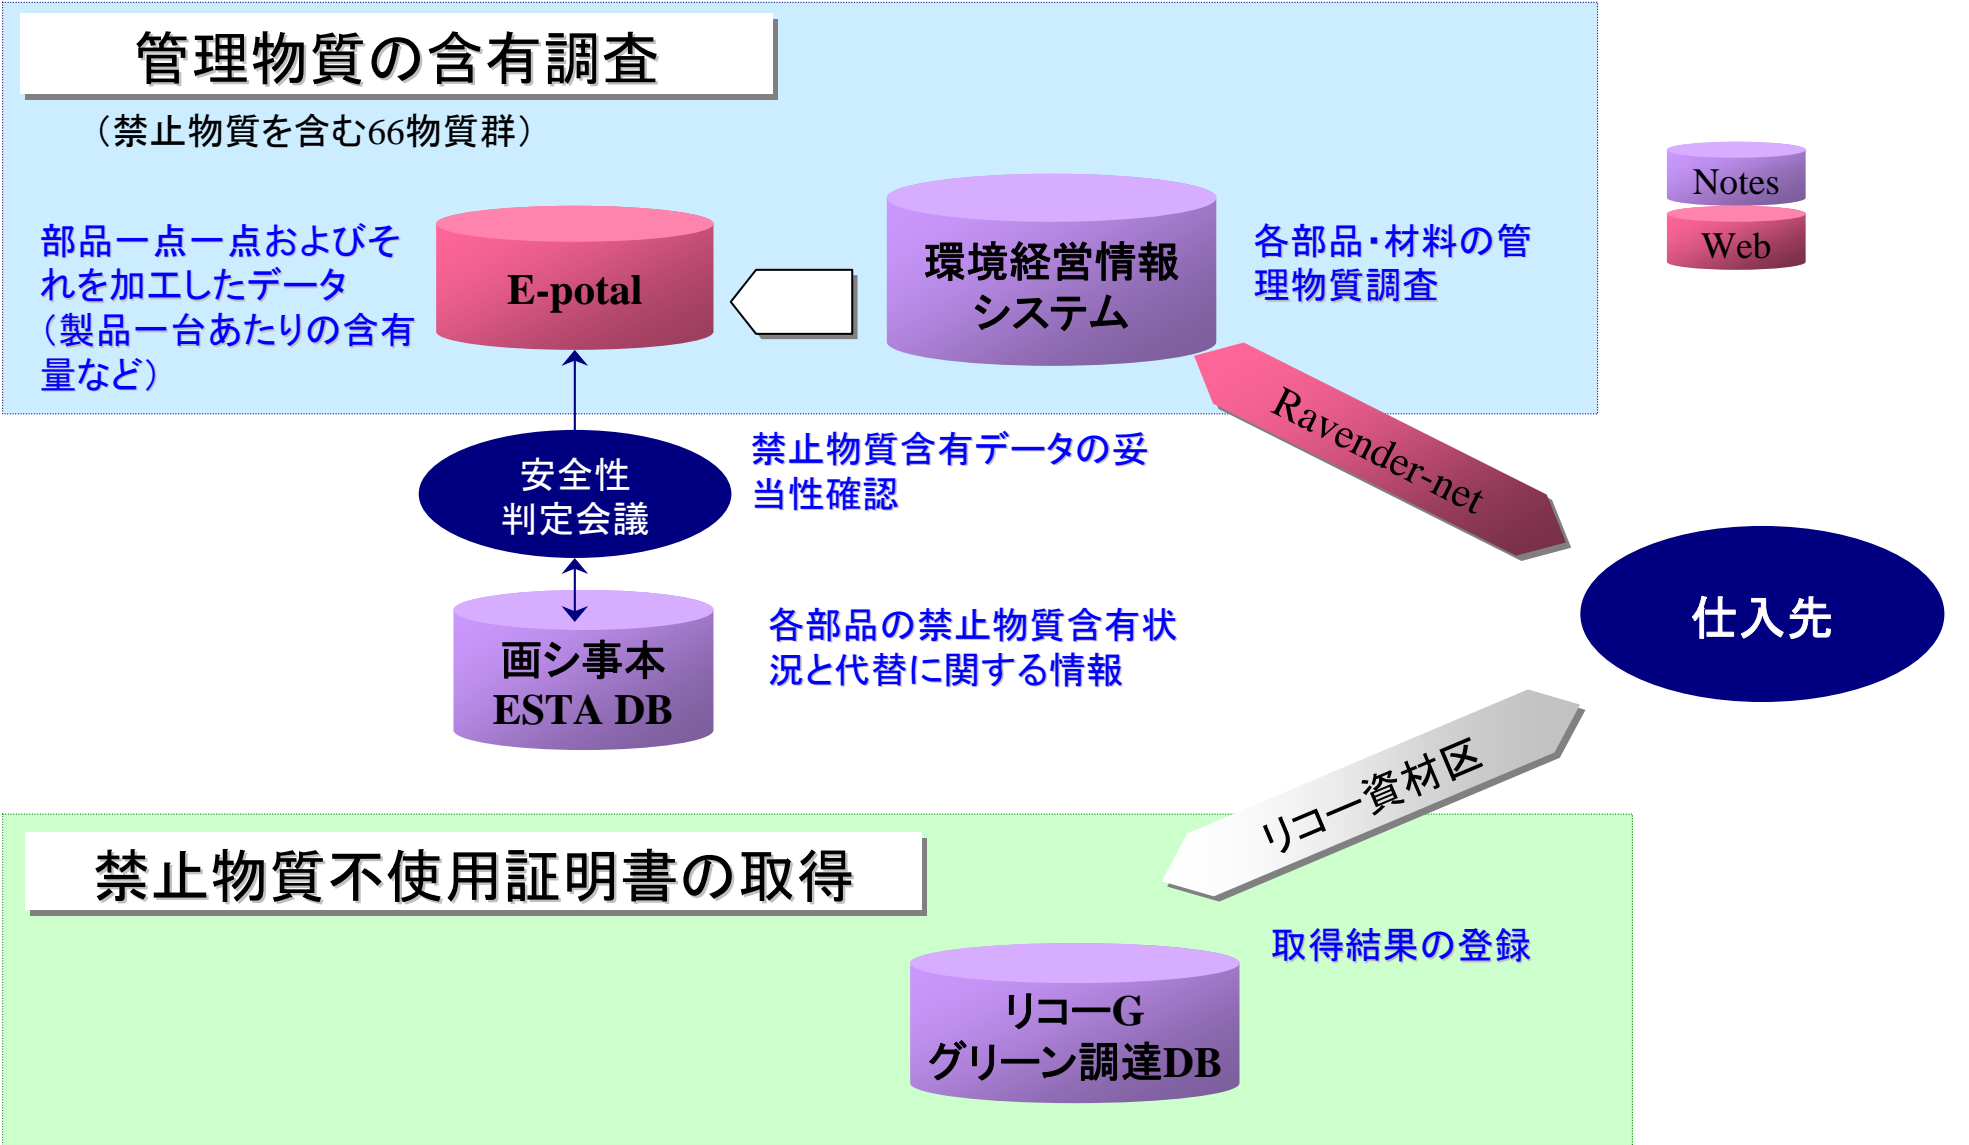 管理物質の含有調査
（禁止物質を含む66物質群）
部品一点一点およびそ
れを加工したデータ
（製品一台あたりの含有
量など）
E-potal
環境経営情報
システム
各部品・材料の管
理物質調査
Notes
Web
Ravender-net
安全性
判定会議
禁止物質含有データの妥
当性確認
仕入先
画シ事本
ESTA DB
各部品の禁止物質含有状
況と代替に関する情報
リコー資材区
禁止物質不使用証明書の取得
取得結果の登録
リコーG
グリーン調達DB